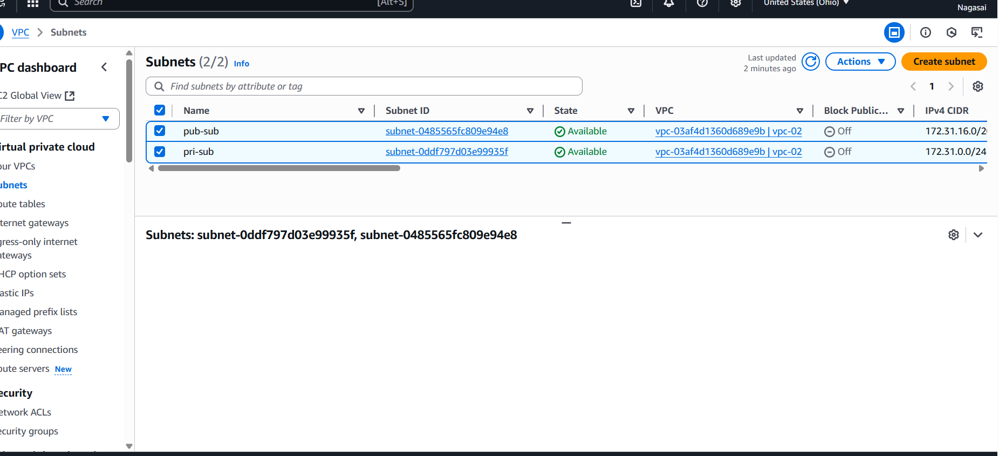 Search
[Alt+S]
United States (Ohio)
Nagasai
VPC
Subnets
PC dashboard
C2 Global View
Filter by VPC
irtual private cloud
our VPCs
ubnets
oute tables
ternet gateways
gress-only internet
ateways
HCP option sets
astic IPs
anaged prefix lists
AT gateways
eering connections
oute servers New
ecurity
etwork ACLs
ecurity groups
Subnets (2/2) Info
Last updated
2 minutes ago
Actions
Create subnet
Find subnets by attribute or tag
1
Name Subnet ID State VPC Block Public... IPv4 CIDR
pub-sub subnet-0485565fc809e94e8 Available vpc-03af4d1360d689e9b | vpc-02 Off 172.31.16.0/2
pri-sub subnet-0ddf797d03e99935f Available vpc-03af4d1360d689e9b | vpc-02 Off 172.31.0.0/24
Subnets: subnet-0ddf797d03e99935f, subnet-0485565fc809e94e8